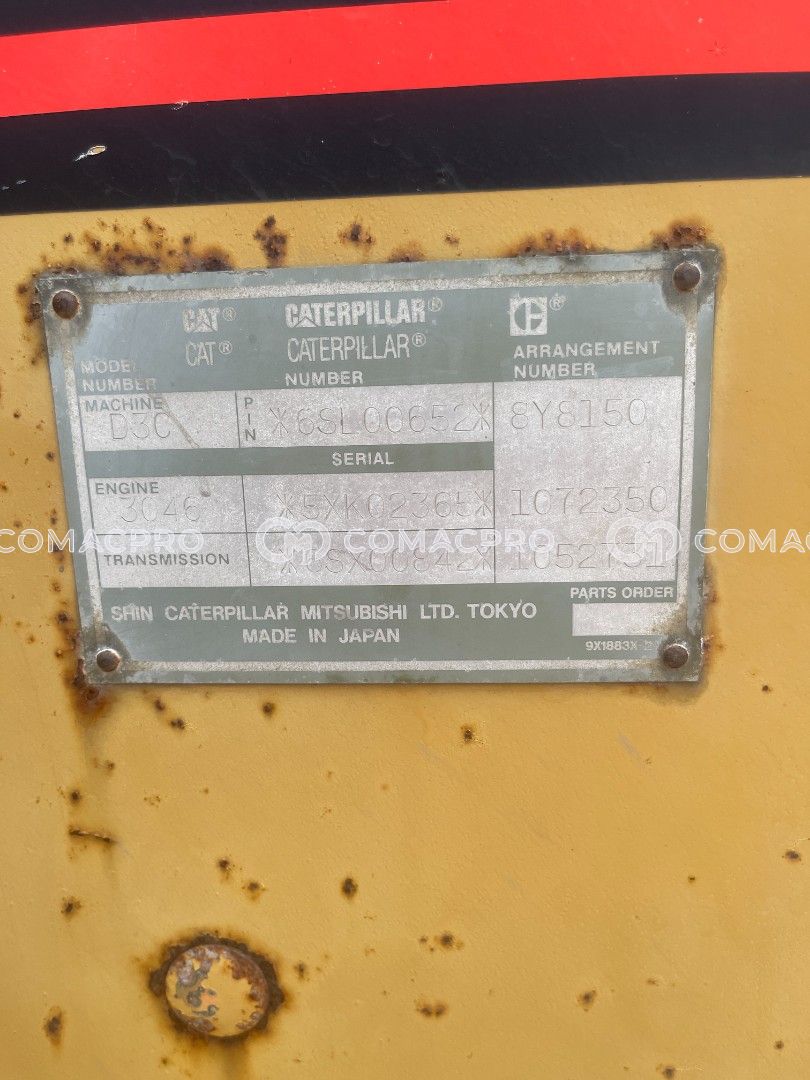 CAT® CATERPILLAR® ®
CAT® CATERPILLAR®
MODEL NUMBER NUMBER ARRANGEMENT NUMBER
MACHINE D3C PIN *6SL00652* 8Y8150
SERIAL
ENGINE 3046 *5XK02365* 1072350
COMACPRO COMACPRO COMAC
TRANSMISSION
PARTS ORDER
SHIN CATERPILLAR MITSUBISHI LTD. TOKYO
MADE IN JAPAN